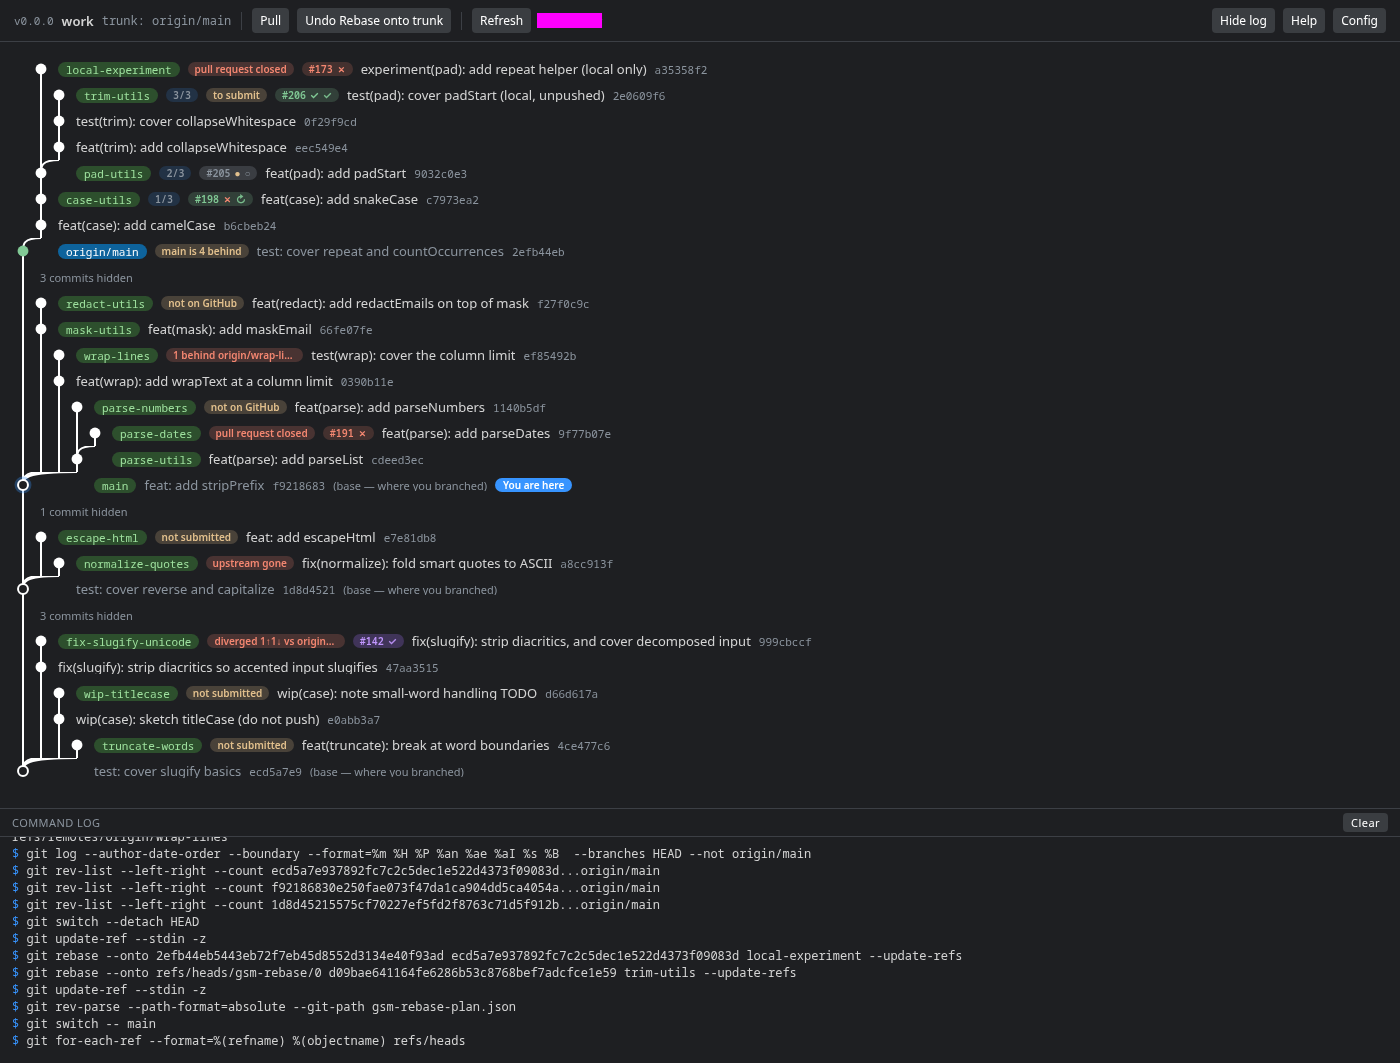 v0.0.0 work trunk: origin/main Pull Undo Rebase onto trunk Refresh Hide log Help Config
local-experiment pull request closed #173 × experiment(pad): add repeat helper (local only) a35358f2
trim-utils 3/3 to submit #206 ✓ ✓ test(pad): cover padStart (local, unpushed) 2e0609f6
test(trim): cover collapseWhitespace 0f29f9cd
feat(trim): add collapseWhitespace eec549e4
pad-utils 2/3 #205 ● ○ feat(pad): add padStart 9032c0e3
case-utils 1/3 #198 × ↻ feat(case): add snakeCase c7973ea2
feat(case): add camelCase b6cbeb24
origin/main main is 4 behind test: cover repeat and countOccurrences 2efb44eb
3 commits hidden
redact-utils not on GitHub feat(redact): add redactEmails on top of mask f27f0c9c
mask-utils feat(mask): add maskEmail 66fe07fe
wrap-lines 1 behind origin/wrap-li... test(wrap): cover the column limit ef85492b
feat(wrap): add wrapText at a column limit 0390b11e
parse-numbers not on GitHub feat(parse): add parseNumbers 1140b5df
parse-dates pull request closed #191 × feat(parse): add parseDates 9f77b07e
parse-utils feat(parse): add parseList cdeed3ec
main feat: add stripPrefix f9218683 (base — where you branched) You are here
1 commit hidden
escape-html not submitted feat: add escapeHtml e7e81db8
normalize-quotes upstream gone fix(normalize): fold smart quotes to ASCII a8cc913f
test: cover reverse and capitalize 1d8d4521 (base — where you branched)
3 commits hidden
fix-slugify-unicode diverged 1↑1↓ vs origin... #142 ✓ fix(slugify): strip diacritics, and cover decomposed input 999cbccf
fix(slugify): strip diacritics so accented input slugifies 47aa3515
wip-titlecase not submitted wip(case): note small-word handling TODO d66d617a
wip(case): sketch titleCase (do not push) e0abb3a7
truncate-words not submitted feat(truncate): break at word boundaries 4ce477c6
test: cover slugify basics ecd5a7e9 (base — where you branched)
COMMAND LOG Clear
refs/remotes/origin/wrap-lines
$ git log --author-date-order --boundary --format=%m %H %P %an %ae %aI %s %B --branches HEAD --not origin/main
$ git rev-list --left-right --count ecd5a7e937892fc7c2c5dec1e522d4373f09083d...origin/main
$ git rev-list --left-right --count f92186830e250fae073f47da1ca904dd5ca4054a...origin/main
$ git rev-list --left-right --count 1d8d45215575cf70227ef5fd2f8763c71d5f912b...origin/main
$ git switch --detach HEAD
$ git update-ref --stdin -z
$ git rebase --onto 2efb44eb5443eb72f7eb45d8552d3134e40f93ad ecd5a7e937892fc7c2c5dec1e522d4373f09083d local-experiment --update-refs
$ git rebase --onto refs/heads/gsm-rebase/0 d09bae641164fe6286b53c8768bef7adcfce1e59 trim-utils --update-refs
$ git update-ref --stdin -z
$ git rev-parse --path-format=absolute --git-path gsm-rebase-plan.json
$ git switch -- main
$ git for-each-ref --format=%(refname) %(objectname) refs/heads